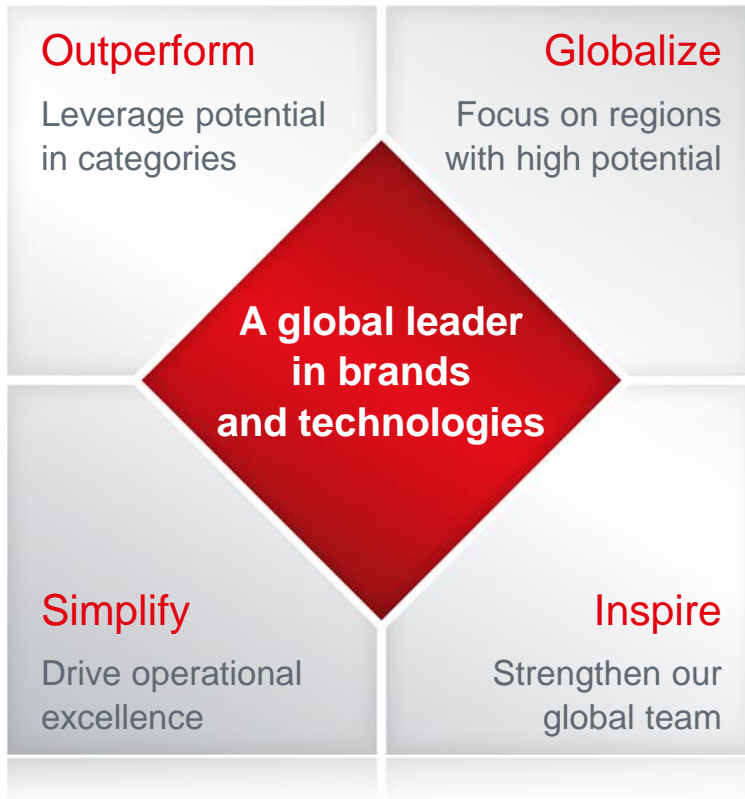 Outperform
Leverage potential
in categories
Globalize
Focus on regions
with high potential
A global leader
in brands
and technologies
Simplify
Drive operational
excellence
Inspire
Strengthen our
global team